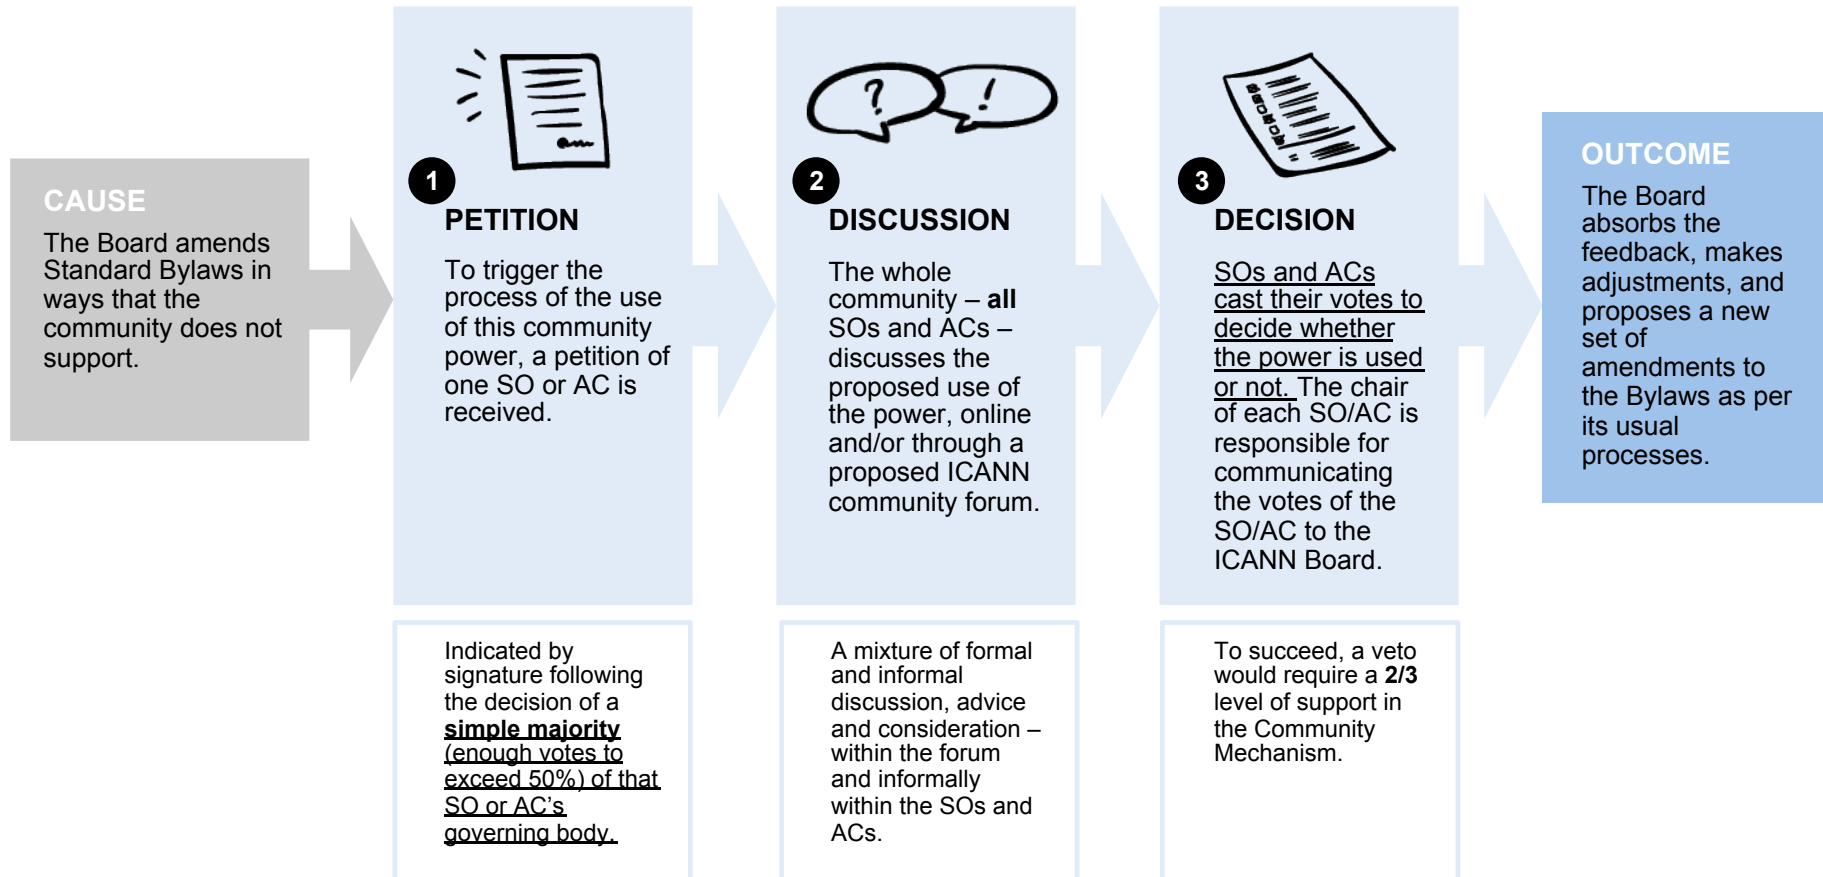 CAUSE
The Board amends
Standard Bylaws in
ways that the
community does not
support.
1
PETITION
To trigger the
process of the use
of this community
power, a petition of
one SO or AC is
received.
Indicated by
signature following
the decision of a
simple majority
(enough votes to
exceed 50%) of that
SO or AC’s
governing body.
? !
2
DISCUSSION
The whole
community – all
SOs and ACs –
discusses the
proposed use of
the power, online
and/or through a
proposed ICANN
community forum.
A mixture of formal
and informal
discussion, advice
and consideration –
within the forum
and informally
within the SOs and
ACs.
3
DECISION
SOs and ACs
cast their votes to
decide whether
the power is used
or not. The chair
of each SO/AC is
responsible for
communicating
the votes of the
SO/AC to the
ICANN Board.
To succeed, a veto
would require a 2/3
level of support in
the Community
Mechanism.
OUTCOME
The Board
absorbs the
feedback, makes
adjustments, and
proposes a new
set of
amendments to
the Bylaws as per
its usual
processes.